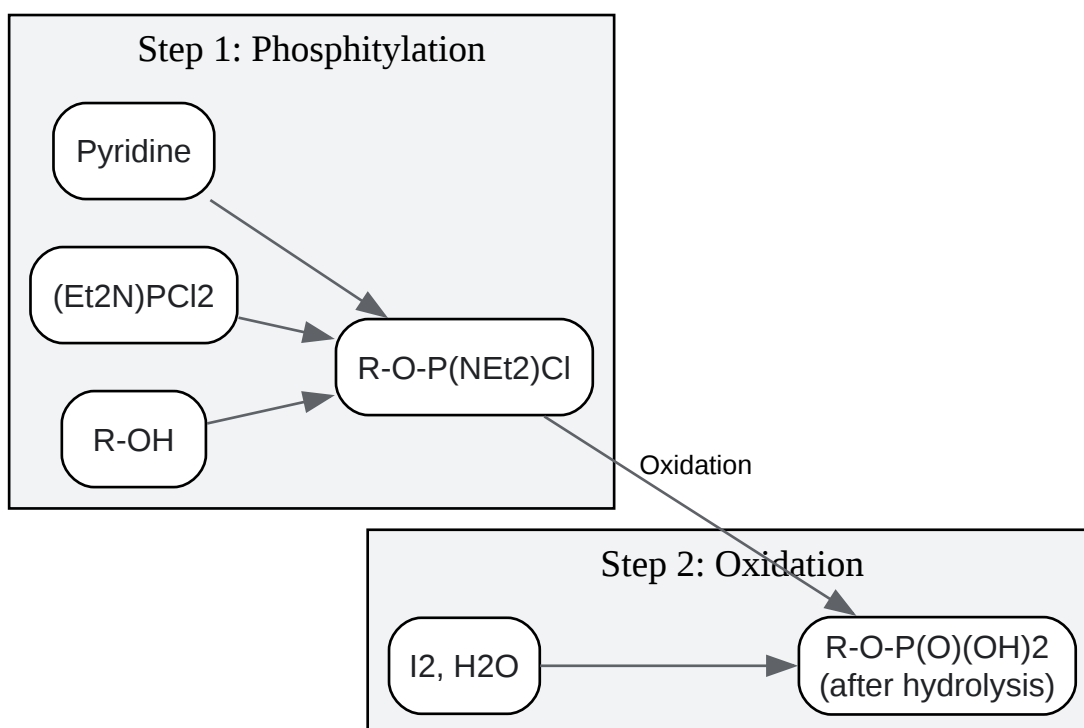 Step 1: Phosphitylation
Pyridine
(Et2N)PCl2
R-O-P(NEt2)Cl
R-OH
Oxidation
Step 2: Oxidation
I2, H2O
R-O-P(O)(OH)2
(after hydrolysis)